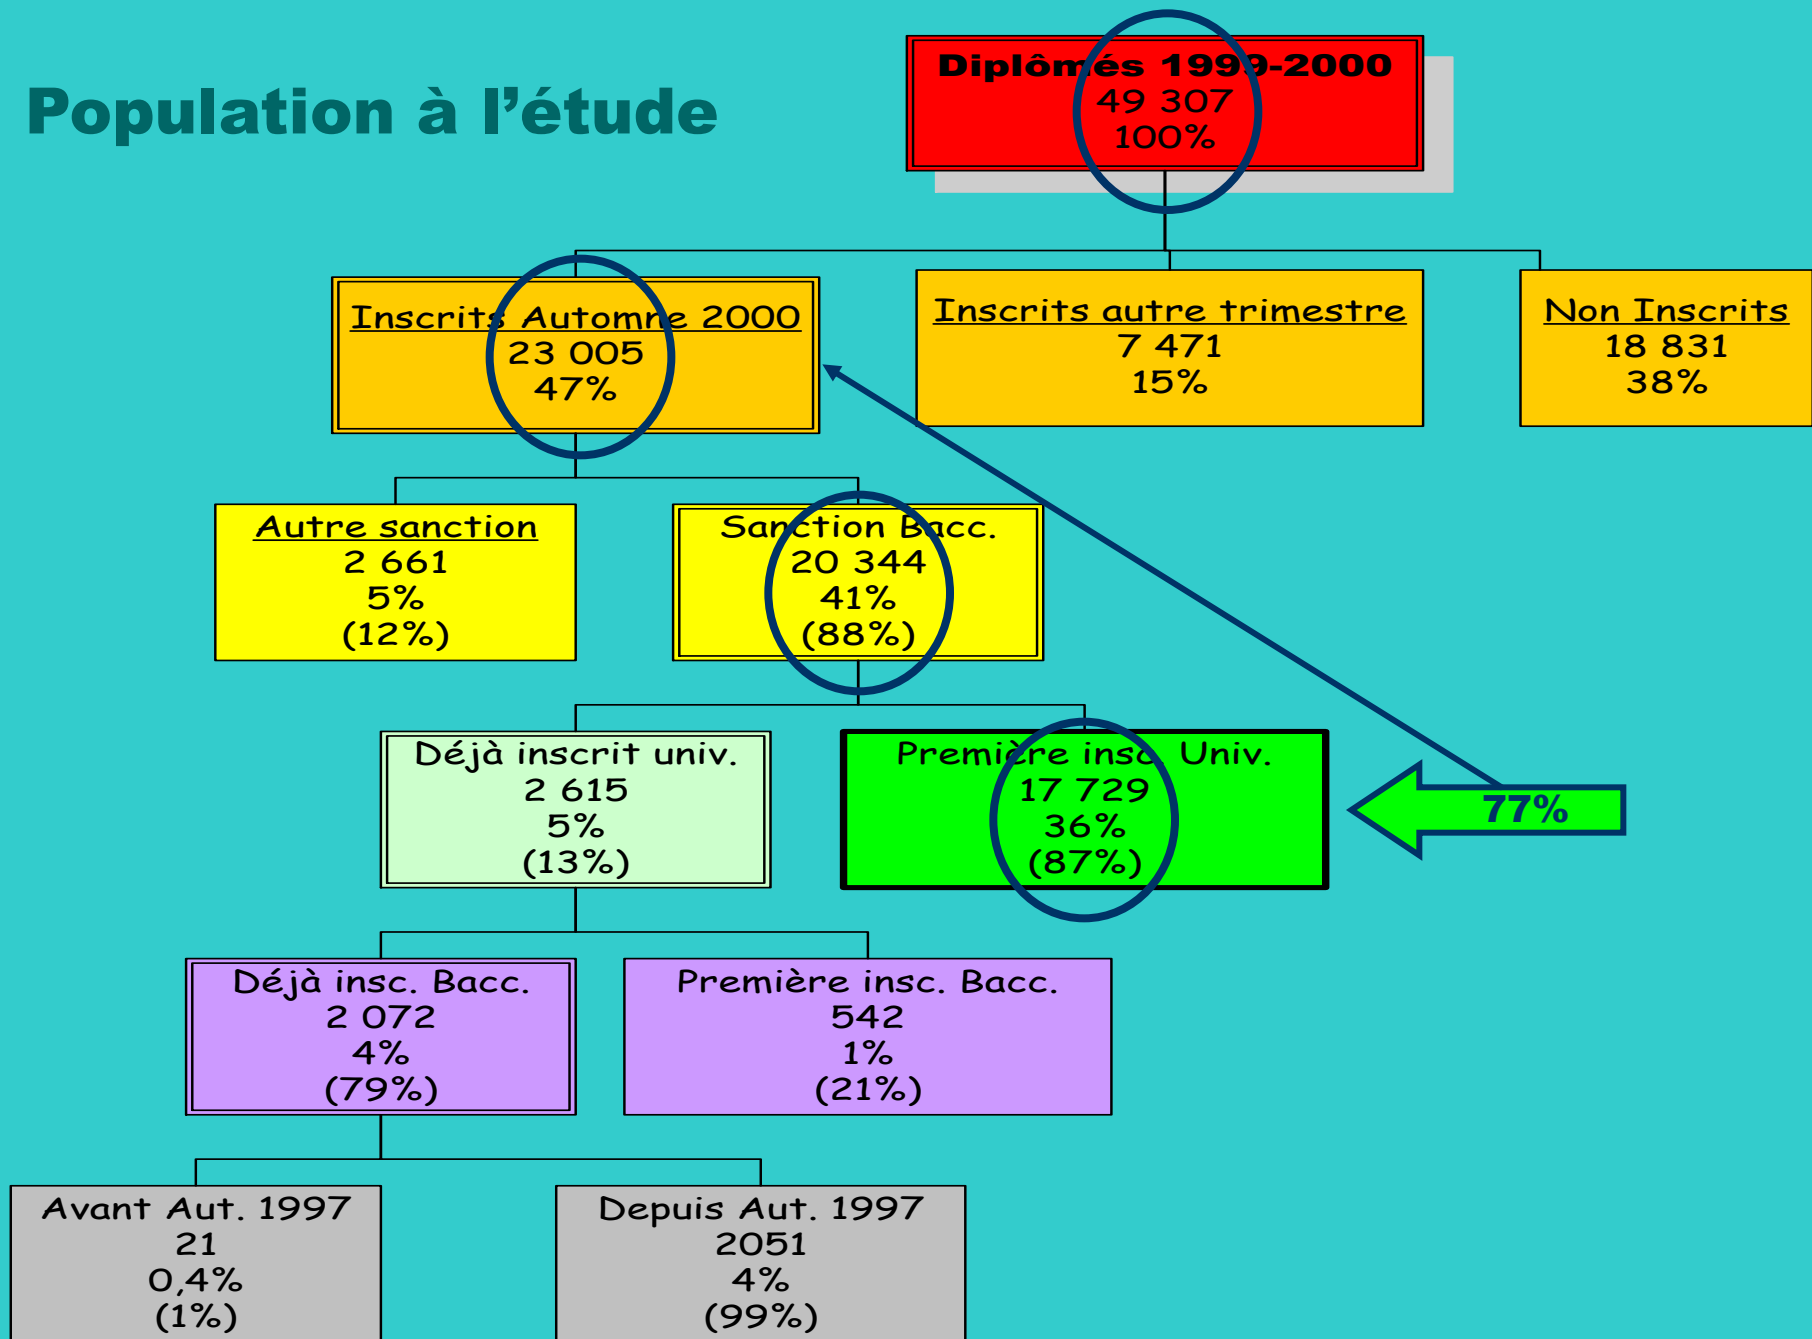 Population à l’étude
Diplômés 1999-2000
49 307
100%
Inscrits Automne 2000
23 005
47%
Inscrits autre trimestre
7 471
15%
Non Inscrits
18 831
38%
Autre sanction
2 661
5%
(12%)
Sanction Bacc.
20 344
41%
(88%)
Déjà inscrit univ.
2 615
5%
(13%)
Première insc. Univ.
17 729
36%
(87%)
77%
Déjà insc. Bacc.
2 072
4%
(79%)
Première insc. Bacc.
542
1%
(21%)
Avant Aut. 1997
21
0,4%
(1%)
Depuis Aut. 1997
2051
4%
(99%)